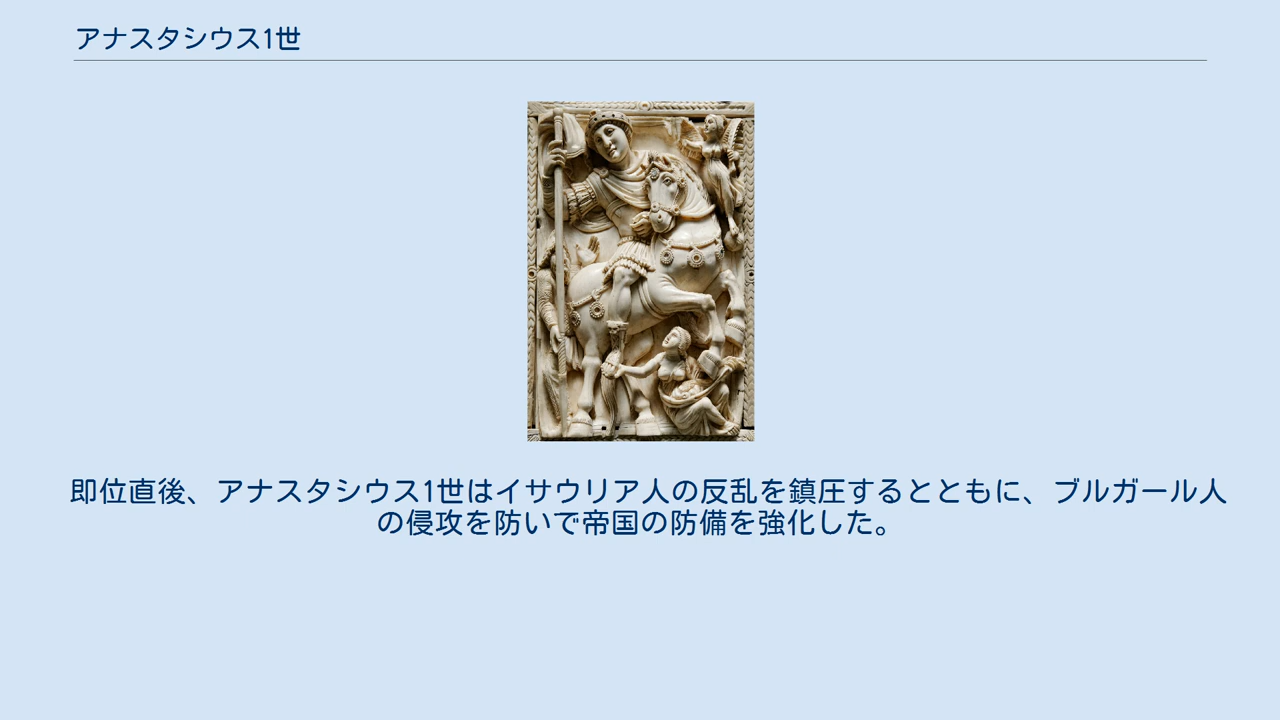 アナスタシウス1世
即位直後、アナスタシウス1世はイサウリア人の反乱を鎮圧するとともに、ブルガール人
の侵攻を防いで帝国の防備を強化した。